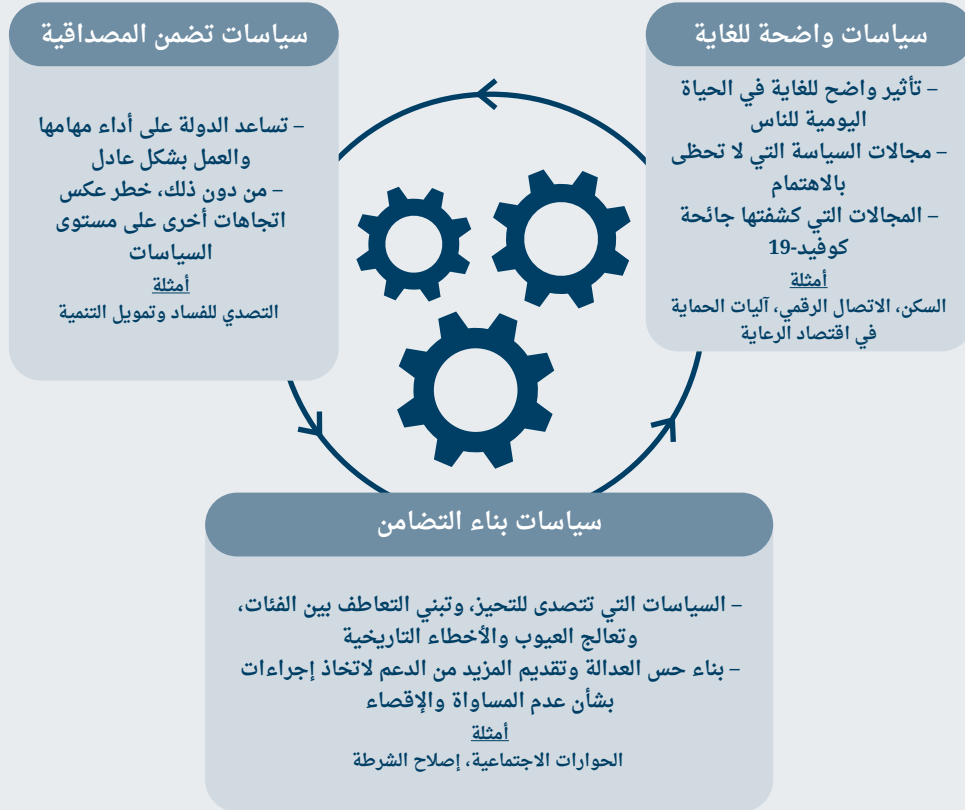 سياسات واضحة للغاية
– تأثير واضح للغاية في الحياة
اليومية للناس
– مجالات السياسة التي لا تحظى
بالاهتمام
– المجالات التي كشفتها جائحة
كوفيد-19
أمثلة
السكن، الاتصال الرقمي، آليات الحماية
في اقتصاد الرعاية
سياسات تضمن المصداقية
– تساعد الدولة على أداء مهامها
والعمل بشكل عادل
– من دون ذلك، خطر عكس
اتجاهات أخرى على مستوى
السياسات
أمثلة
التصدي للفساد وتمويل التنمية
سياسات بناء التضامن
– السياسات التي تتصدى للتحيز، وتبني التعاطف بين الفئات،
وتعالج العيوب والأخطاء التاريخية
– بناء حس العدالة وتقديم المزيد من الدعم لاتخاذ إجراءات
بشأن عدم المساواة والإقصاء
أمثلة
الحوارات الاجتماعية، إصلاح الشرطة